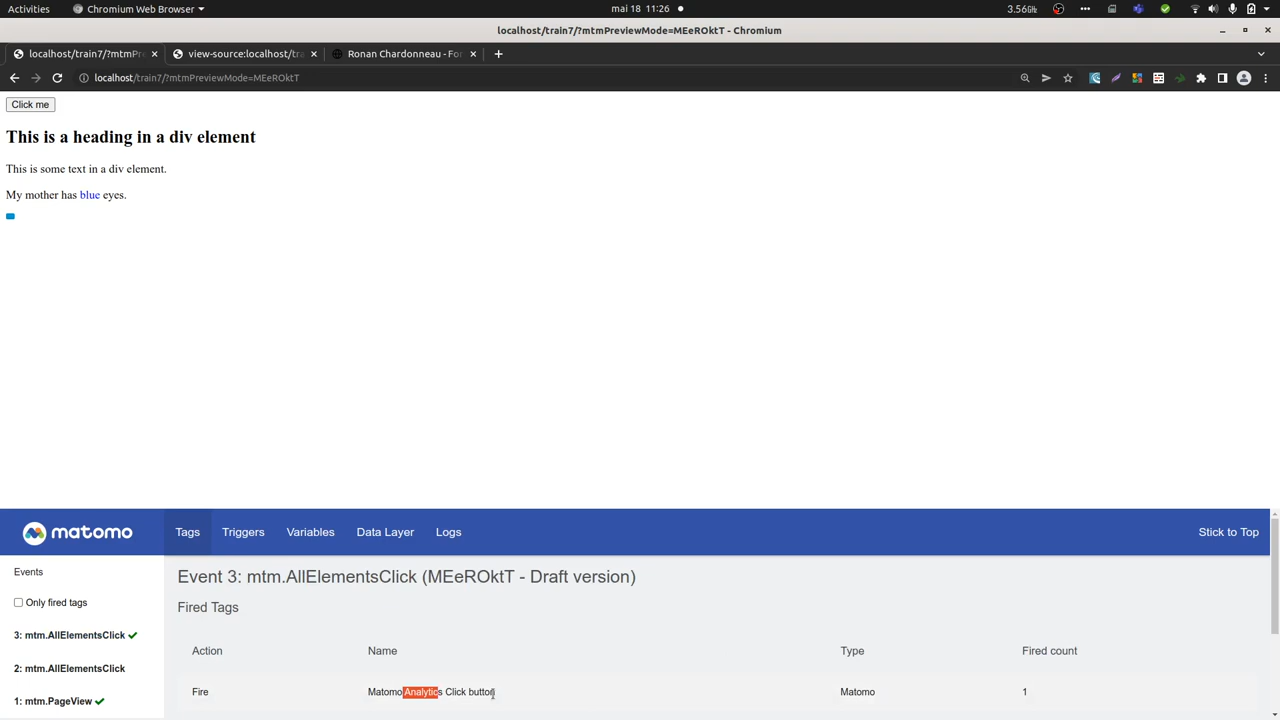 Activities Chromium Web Browser mai 18 11:26 3.566k
localhost/train7/?mtmPreviewMode=MEeROktT - Chromium
localhost/train7/?mtmPre view-source:localhost/tra Ronan Chardonneau - For
localhost/train7/?mtmPreviewMode=MEeROktT
Click me
This is a heading in a div element
This is some text in a div element.
My mother has blue eyes.
matomo Tags Triggers Variables Data Layer Logs Stick to Top
Events
Only fired tags
3: mtm.AllElementsClick
2: mtm.AllElementsClick
1: mtm.PageView
Event 3: mtm.AllElementsClick (MEeROktT - Draft version)
Fired Tags
Action Name Type Fired count
Fire Matomo Analytics Click button Matomo 1